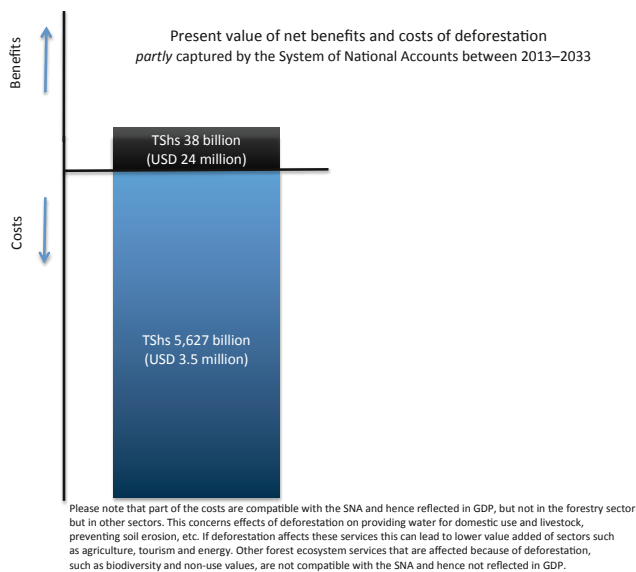 Present value of net benefits and costs of deforestation
partly captured by the System of National Accounts between 2013–2033
Benefits
TShs 38 billion
(USD 24 million)
Costs
TShs 5,627 billion
(USD 3.5 million)
Please note that part of the costs are compatible with the SNA and hence reflected in GDP, but not in the forestry sector
but in other sectors. This concerns effects of deforestation on providing water for domestic use and livestock,
preventing soil erosion, etc. If deforestation affects these services this can lead to lower value added of sectors such
as agriculture, tourism and energy. Other forest ecosystem services that are affected because of deforestation,
such as biodiversity and non-use values, are not compatible with the SNA and hence not reflected in GDP.